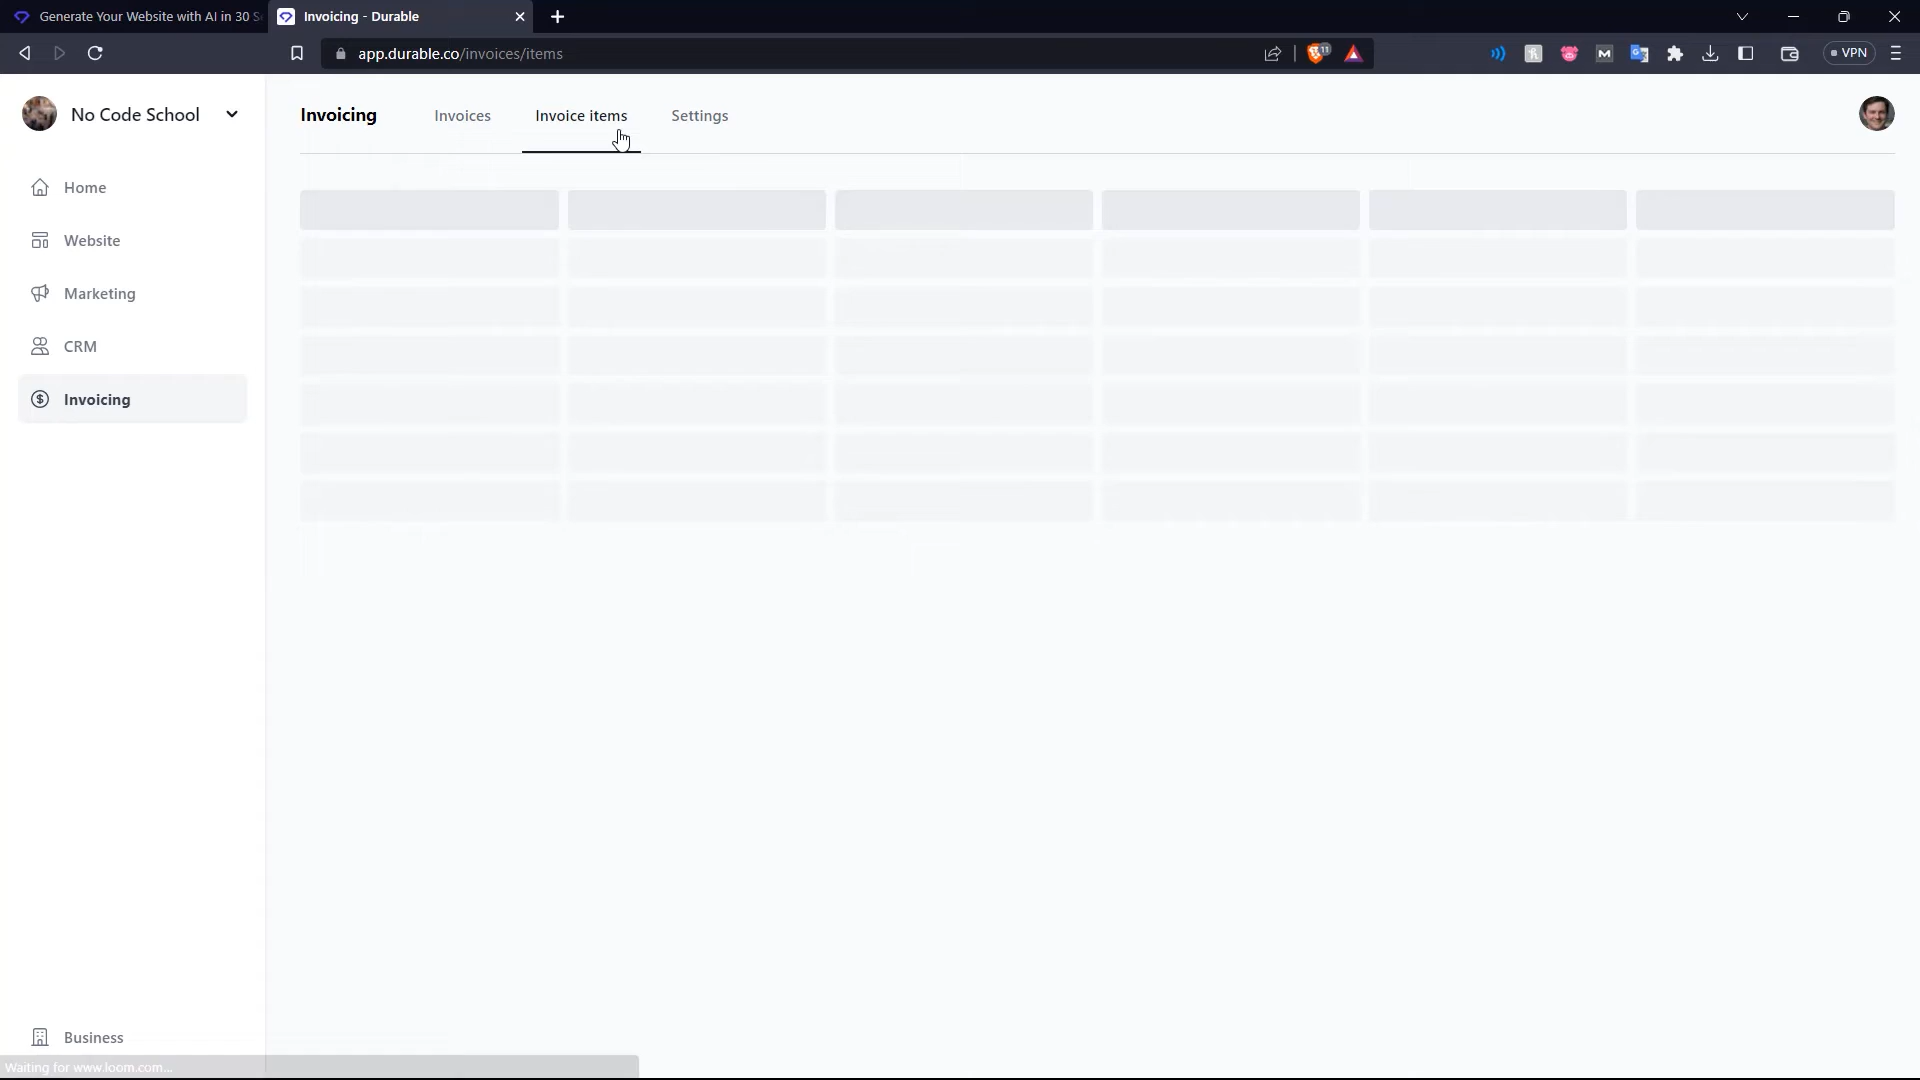 Generate Your Website with AI in 30 S
Invoicing - Durable
app.durable.co/invoices/items
11
VPN
No Code School
Invoicing
Invoices
Invoice items
Settings
Home
Website
Marketing
CRM
Invoicing
Business
Waiting for www.loom.com...